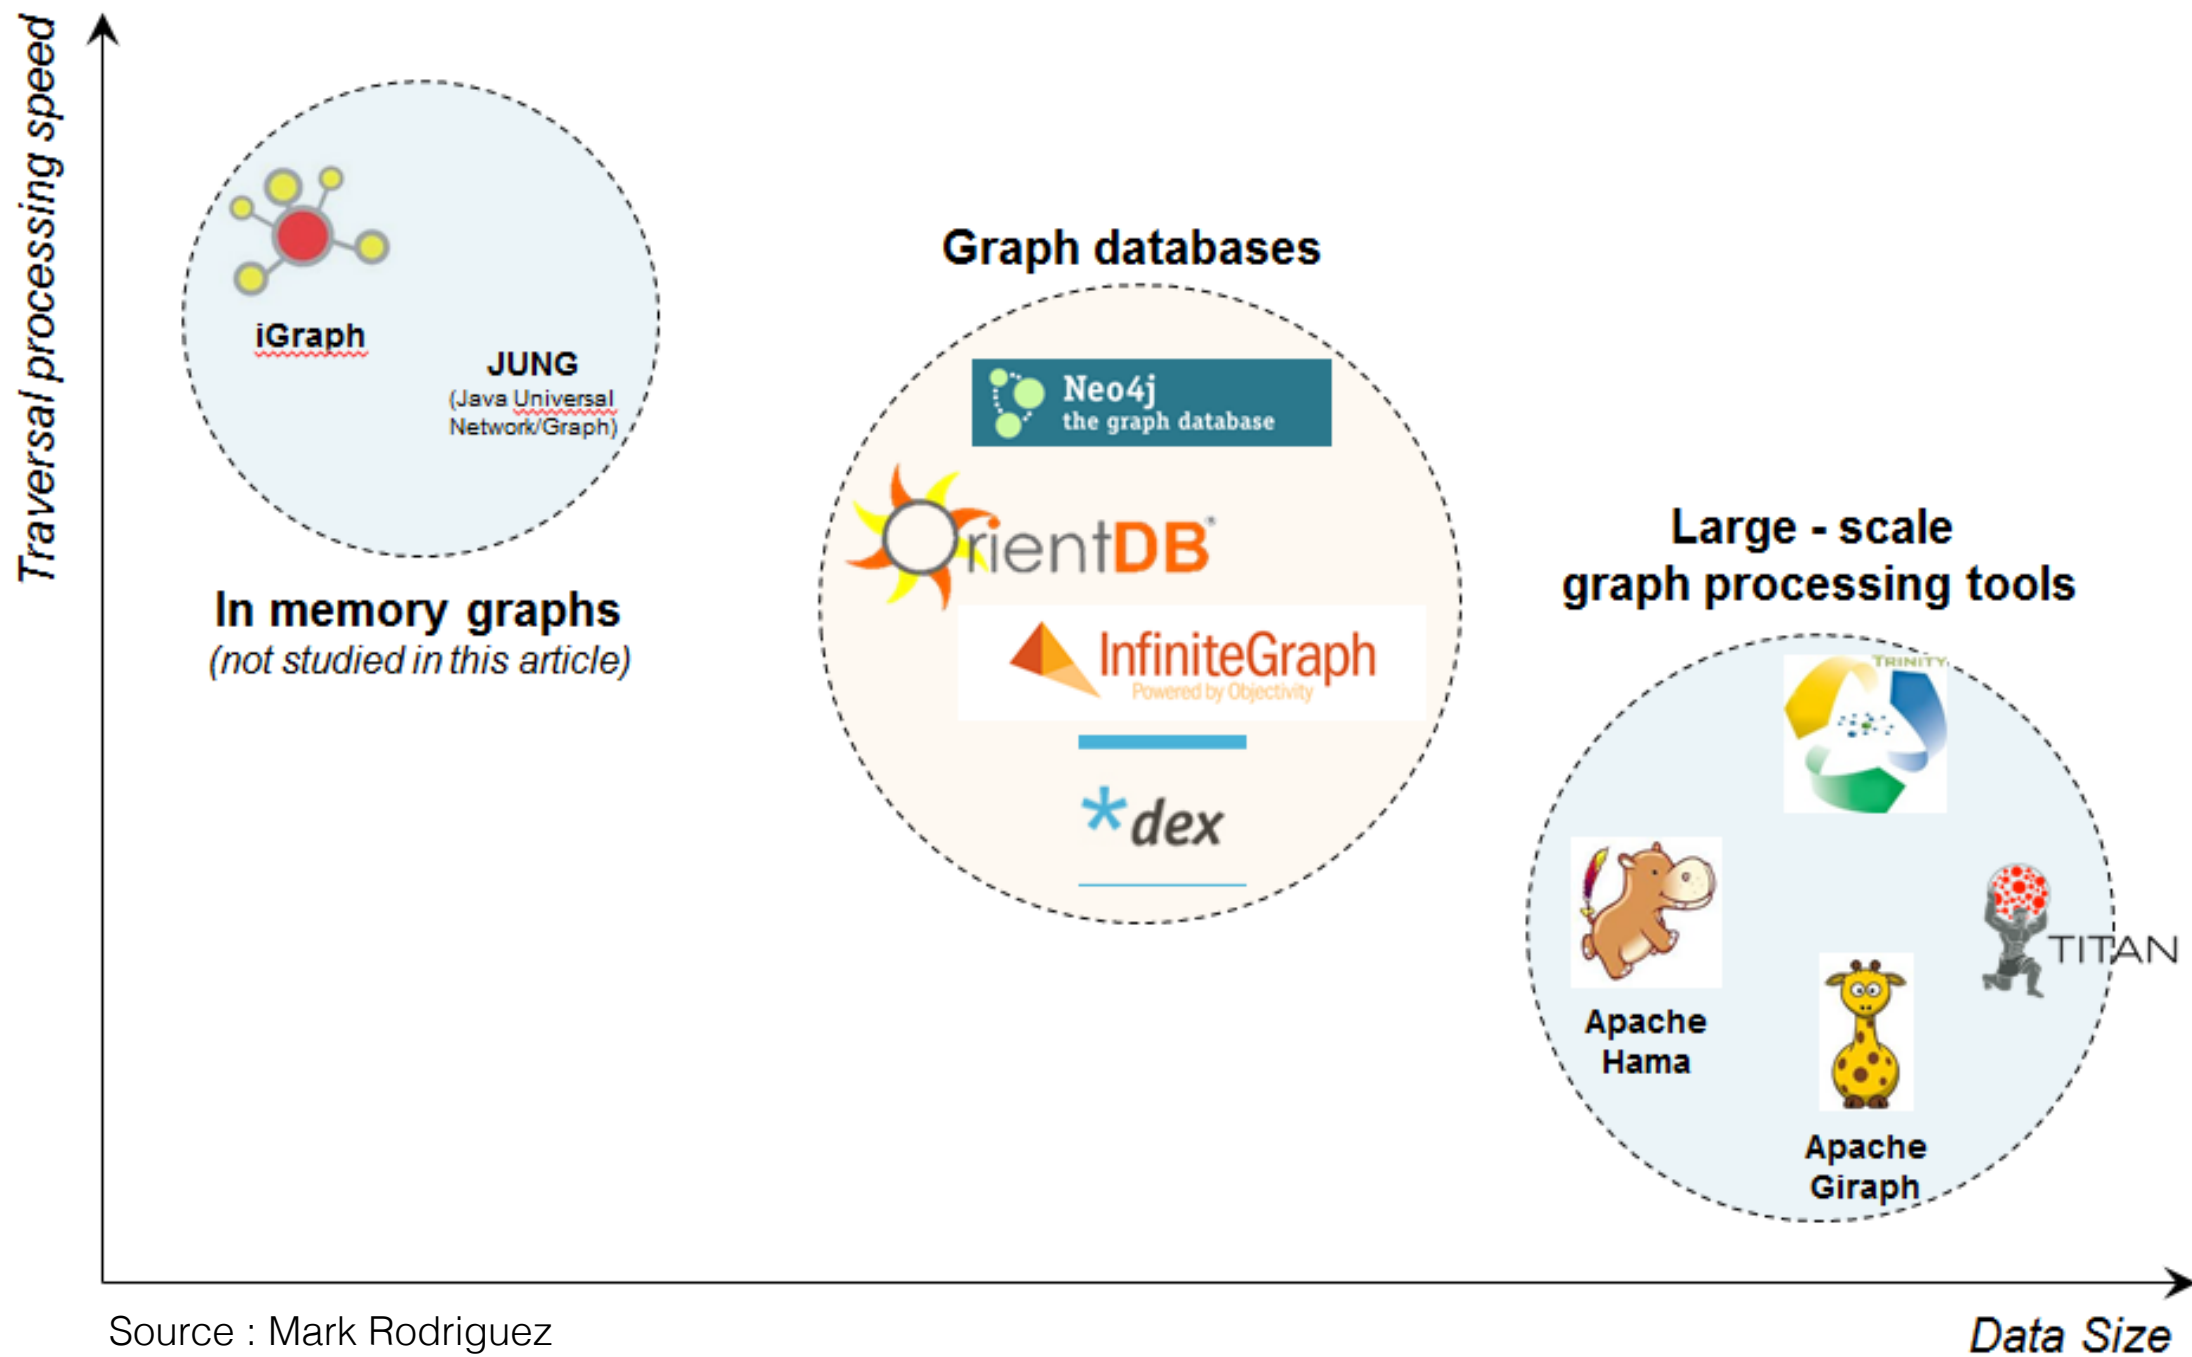 Traversal processing speed
iGraph
JUNG
(Java Universal
Network/Graph)
In memory graphs
(not studied in this article)
Graph databases
Neo4j
the graph database
OrientDB®
InfiniteGraph
Powered by Objectivity
*dex
Large - scale
graph processing tools
TRINITY
Apache
Hama
TITAN
Apache
Giraph
Source : Mark Rodriguez
Data Size